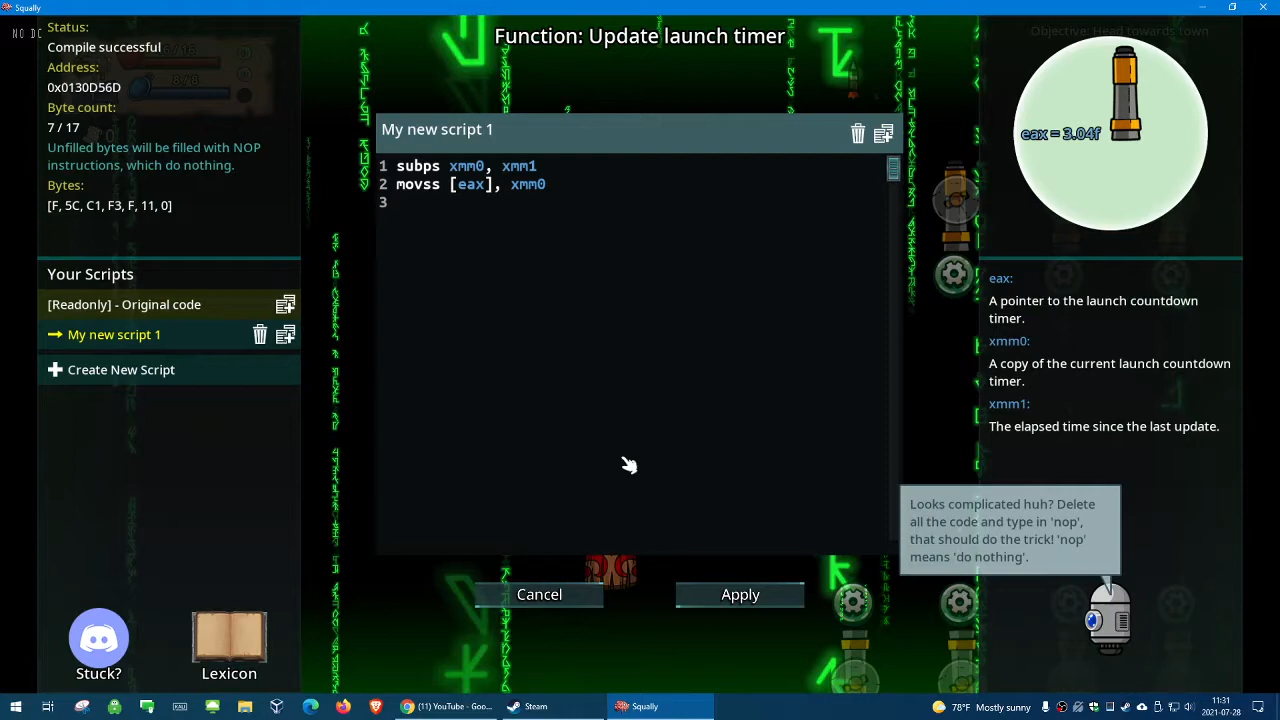 Squally
Status:
Compile successful
Address:
0x0130D56D
Byte count:
7 / 17
Unfilled bytes will be filled with NOP
instructions, which do nothing.
Bytes:
[F, 5C, C1, F3, F, 11, 0]
Your Scripts
[Readonly] - Original code
My new script 1
Create New Script
Stuck?
Lexicon
Function: Update launch timer
My new script 1
1 subps xmm0, xmm1
2 movss [eax], xmm0
3
Cancel
Apply
Objective: Head towards town
eax = 3.04f
eax:
A pointer to the launch countdown
timer.
xmm0:
A copy of the current launch countdown
timer.
xmm1:
The elapsed time since the last update.
Looks complicated huh? Delete
all the code and type in 'nop',
that should do the trick! 'nop'
means 'do nothing'.
(11) YouTube - Goo...
Steam
Squally
78°F Mostly sunny
11:31
2021-07-28